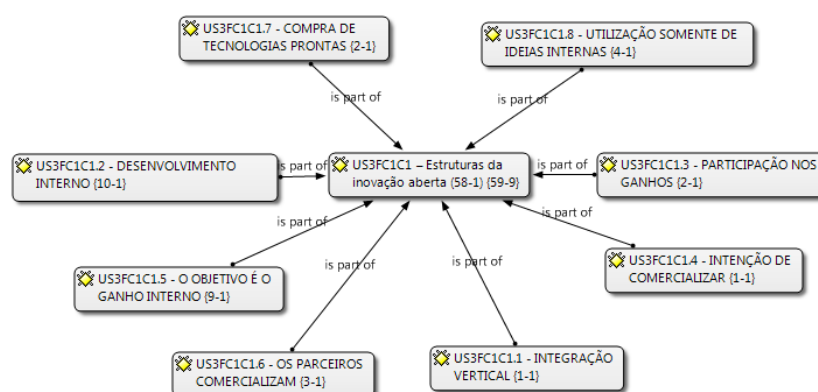 US3FC1C1.7 - COMPRA DE
TECNOLOGIAS PRONTAS {2-1}
US3FC1C1.8 - UTILIZAÇÃO SOMENTE DE
IDEIAS INTERNAS {4-1}
is part of
is part of
US3FC1C1.2 - DESENVOLVIMENTO
INTERNO {10-1}
is part of
US3FC1C1 – Estruturas da
inovação aberta {58-1} {59-9}
is part of
US3FC1C1.3 - PARTICIPAÇÃO NOS
GANHOS {2-1}
is part of
is part of
US3FC1C1.5 - O OBJETIVO É O
GANHO INTERNO {9-1}
is part of
is part of
US3FC1C1.4 - INTENÇÃO DE
COMERCIALIZAR {1-1}
US3FC1C1.6 - OS PARCEIROS
COMERCIALIZAM {3-1}
US3FC1C1.1 - INTEGRAÇÃO
VERTICAL {1-1}